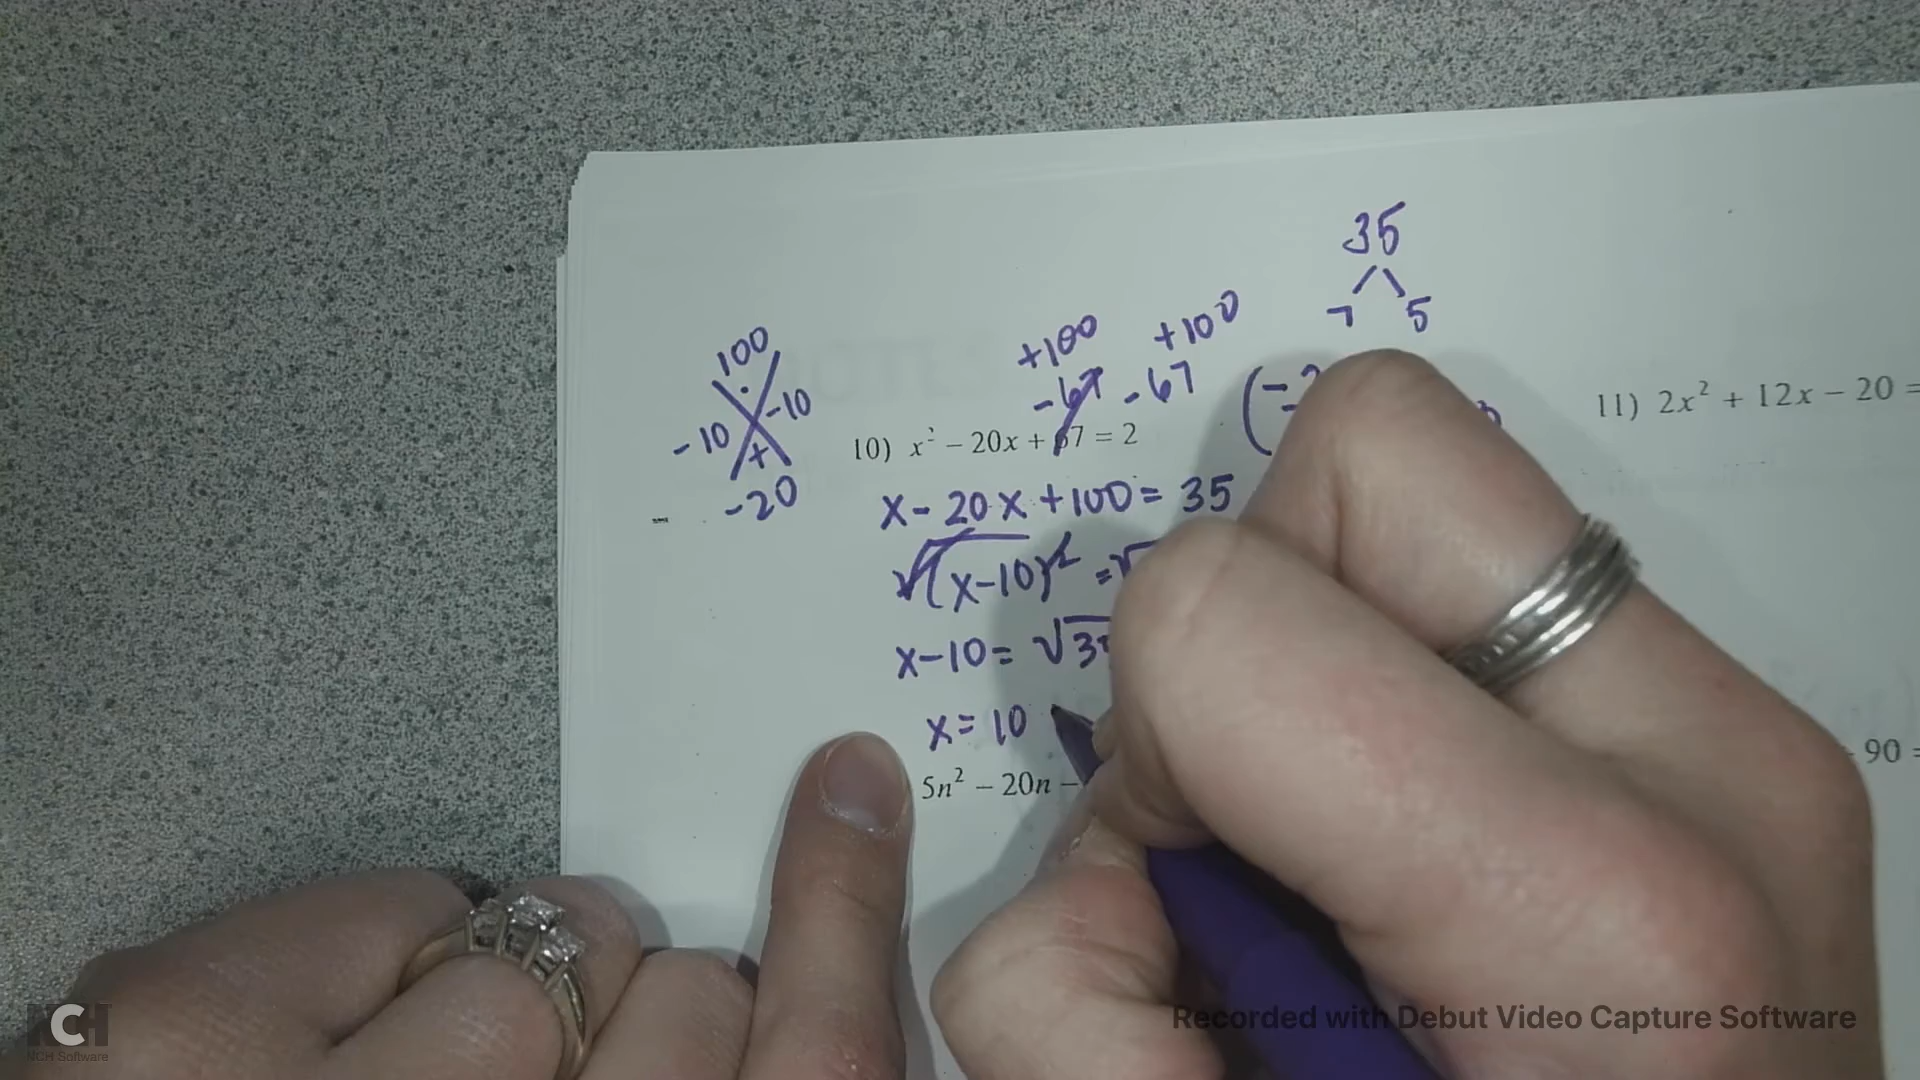 35
7 5
100
-10 -10
+
-20
+100 +100
-67 -67
10) x² – 20x + 67 = 2
11) 2x² + 12x – 20 =
x - 20x + 100 = 35
√(x-10)² = √
x-10 =
x = 10
5n² – 20n –
90 =
NCH
NCH Software
Recorded with Debut Video Capture Software